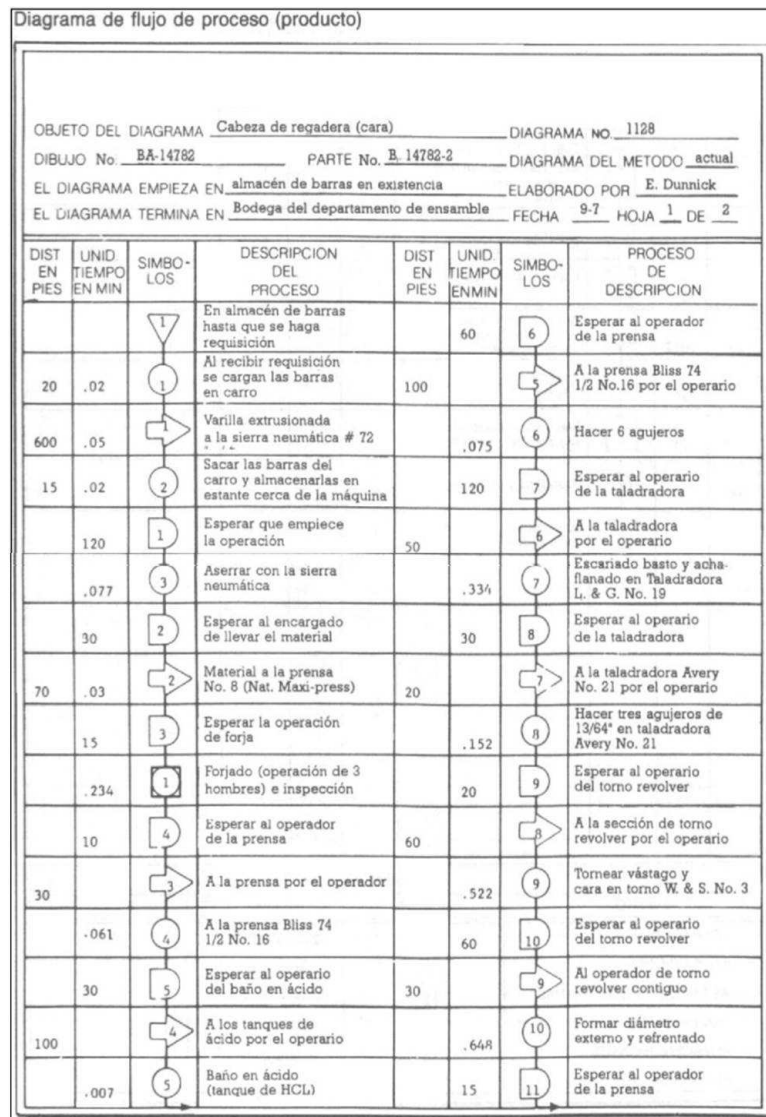 Diagrama de flujo de proceso (producto)
OBJETO DEL DIAGRAMA Cabeza de regadera (cara) DIAGRAMA NO. 1128
DIBUJO No. BA-14782 PARTE No. B. 14782-2 DIAGRAMA DEL METODO actual
EL DIAGRAMA EMPIEZA EN almacén de barras en existencia ELABORADO POR E. Dunnick
EL DIAGRAMA TERMINA EN Bodega del departamento de ensamble FECHA 9-7 HOJA 1 DE 2
DIST EN PIES
UNID. TIEMPO EN MIN
SIMBO-
LOS
DESCRIPCION
DEL
PROCESO
1
En almacén de barras
hasta que se haga
requisición
20 .02 1
Al recibir requisición
se cargan las barras
en carro
600 .05 1
Varilla extrusionada
a la sierra neumática # 72
15 .02 2
Sacar las barras del
carro y almacenarlas en
estante cerca de la máquina
120 1
Esperar que empiece
la operación
.077 3
Aserrar con la sierra
neumática
30 2
Esperar al encargado
de llevar el material
70 .03 2
Material a la prensa
No. 8 (Nat. Maxi-press)
15 3
Esperar la operación
de forja
.234 1
Forjado (operación de 3
hombres) e inspección
10 4
Esperar al operador
de la prensa
30 3
A la prensa por el operador
.061 4
A la prensa Bliss 74
1/2 No. 16
30 5
Esperar al operario
del baño en ácido
100 4
A los tanques de
ácido por el operario
.007 5
Baño en ácido
(tanque de HCL)
DIST EN PIES
UNID. TIEMPO ENMIN
SIMBO-
LOS
PROCESO
DE
DESCRIPCION
60 6
Esperar al operador
de la prensa
100 5
A la prensa Bliss 74
1/2 No.16 por el operario
.075 6
Hacer 6 agujeros
120 7
Esperar al operario
de la taladradora
50 6
A la taladradora
por el operario
.334 7
Escariado basto y acha-
flanado en Taladradora
L. & G. No. 19
30 8
Esperar al operario
de la taladradora
20 7
A la taladradora Avery
No. 21 por el operario
.152 8
Hacer tres agujeros de
13/64" en taladradora
Avery No. 21
20 9
Esperar al operario
del torno revolver
60 8
A la sección de torno
revolver por el operario
.522 9
Tornear vástago y
cara en torno W. & S. No. 3
60 10
Esperar al operario
del torno revolver
30 9
Al operador de torno
revolver contiguo
.648 10
Formar diámetro
externo y refrentado
15 11
Esperar al operador
de la prensa